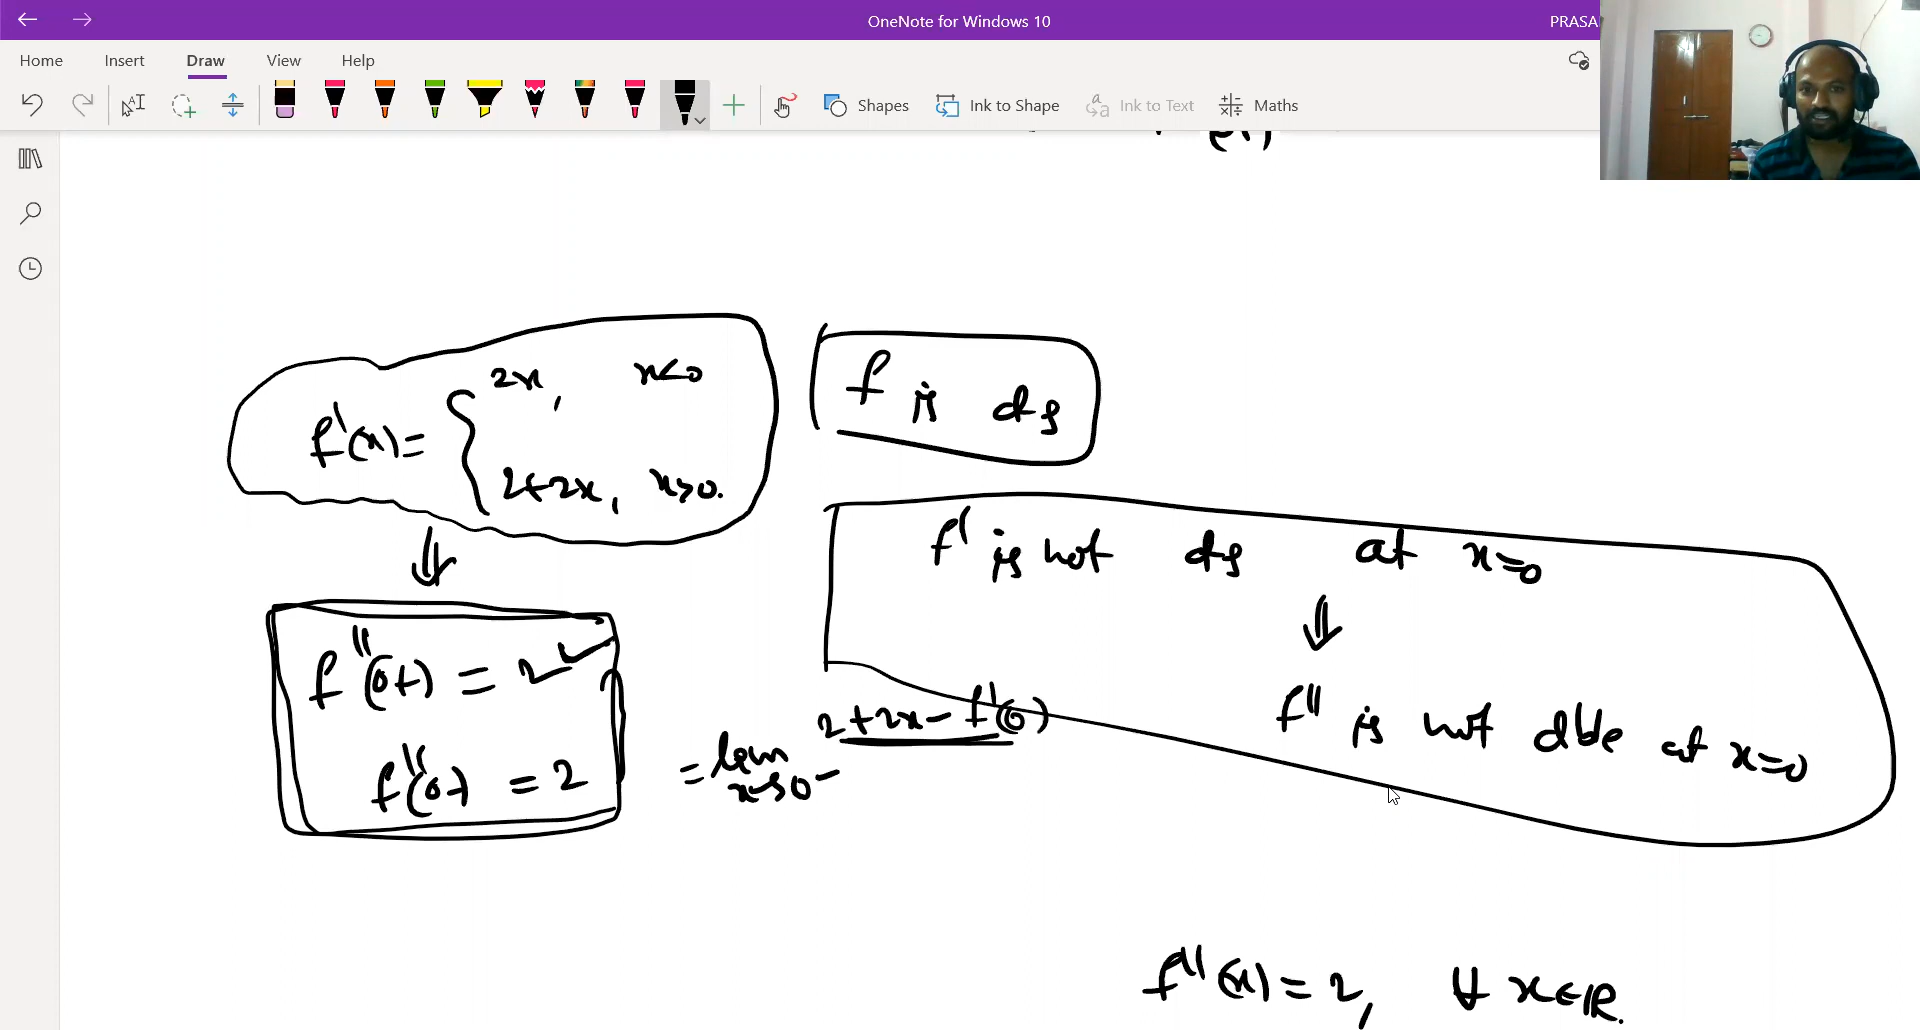 OneNote for Windows 10
PRASA
Home Insert Draw View Help
Shapes Ink to Shape Ink to Text Maths
f'(x)= { 2x, x<0
2+2x, x>0.
f is ds
f' is not ds at x=0
⇓
⇓
f''(0+) = 2 ✓
f'' is not dble at x=0
2+2x-f'(0)
f''(0-) = 2
= lim
x→0-
f''(x)=2, ∀ x∈R.